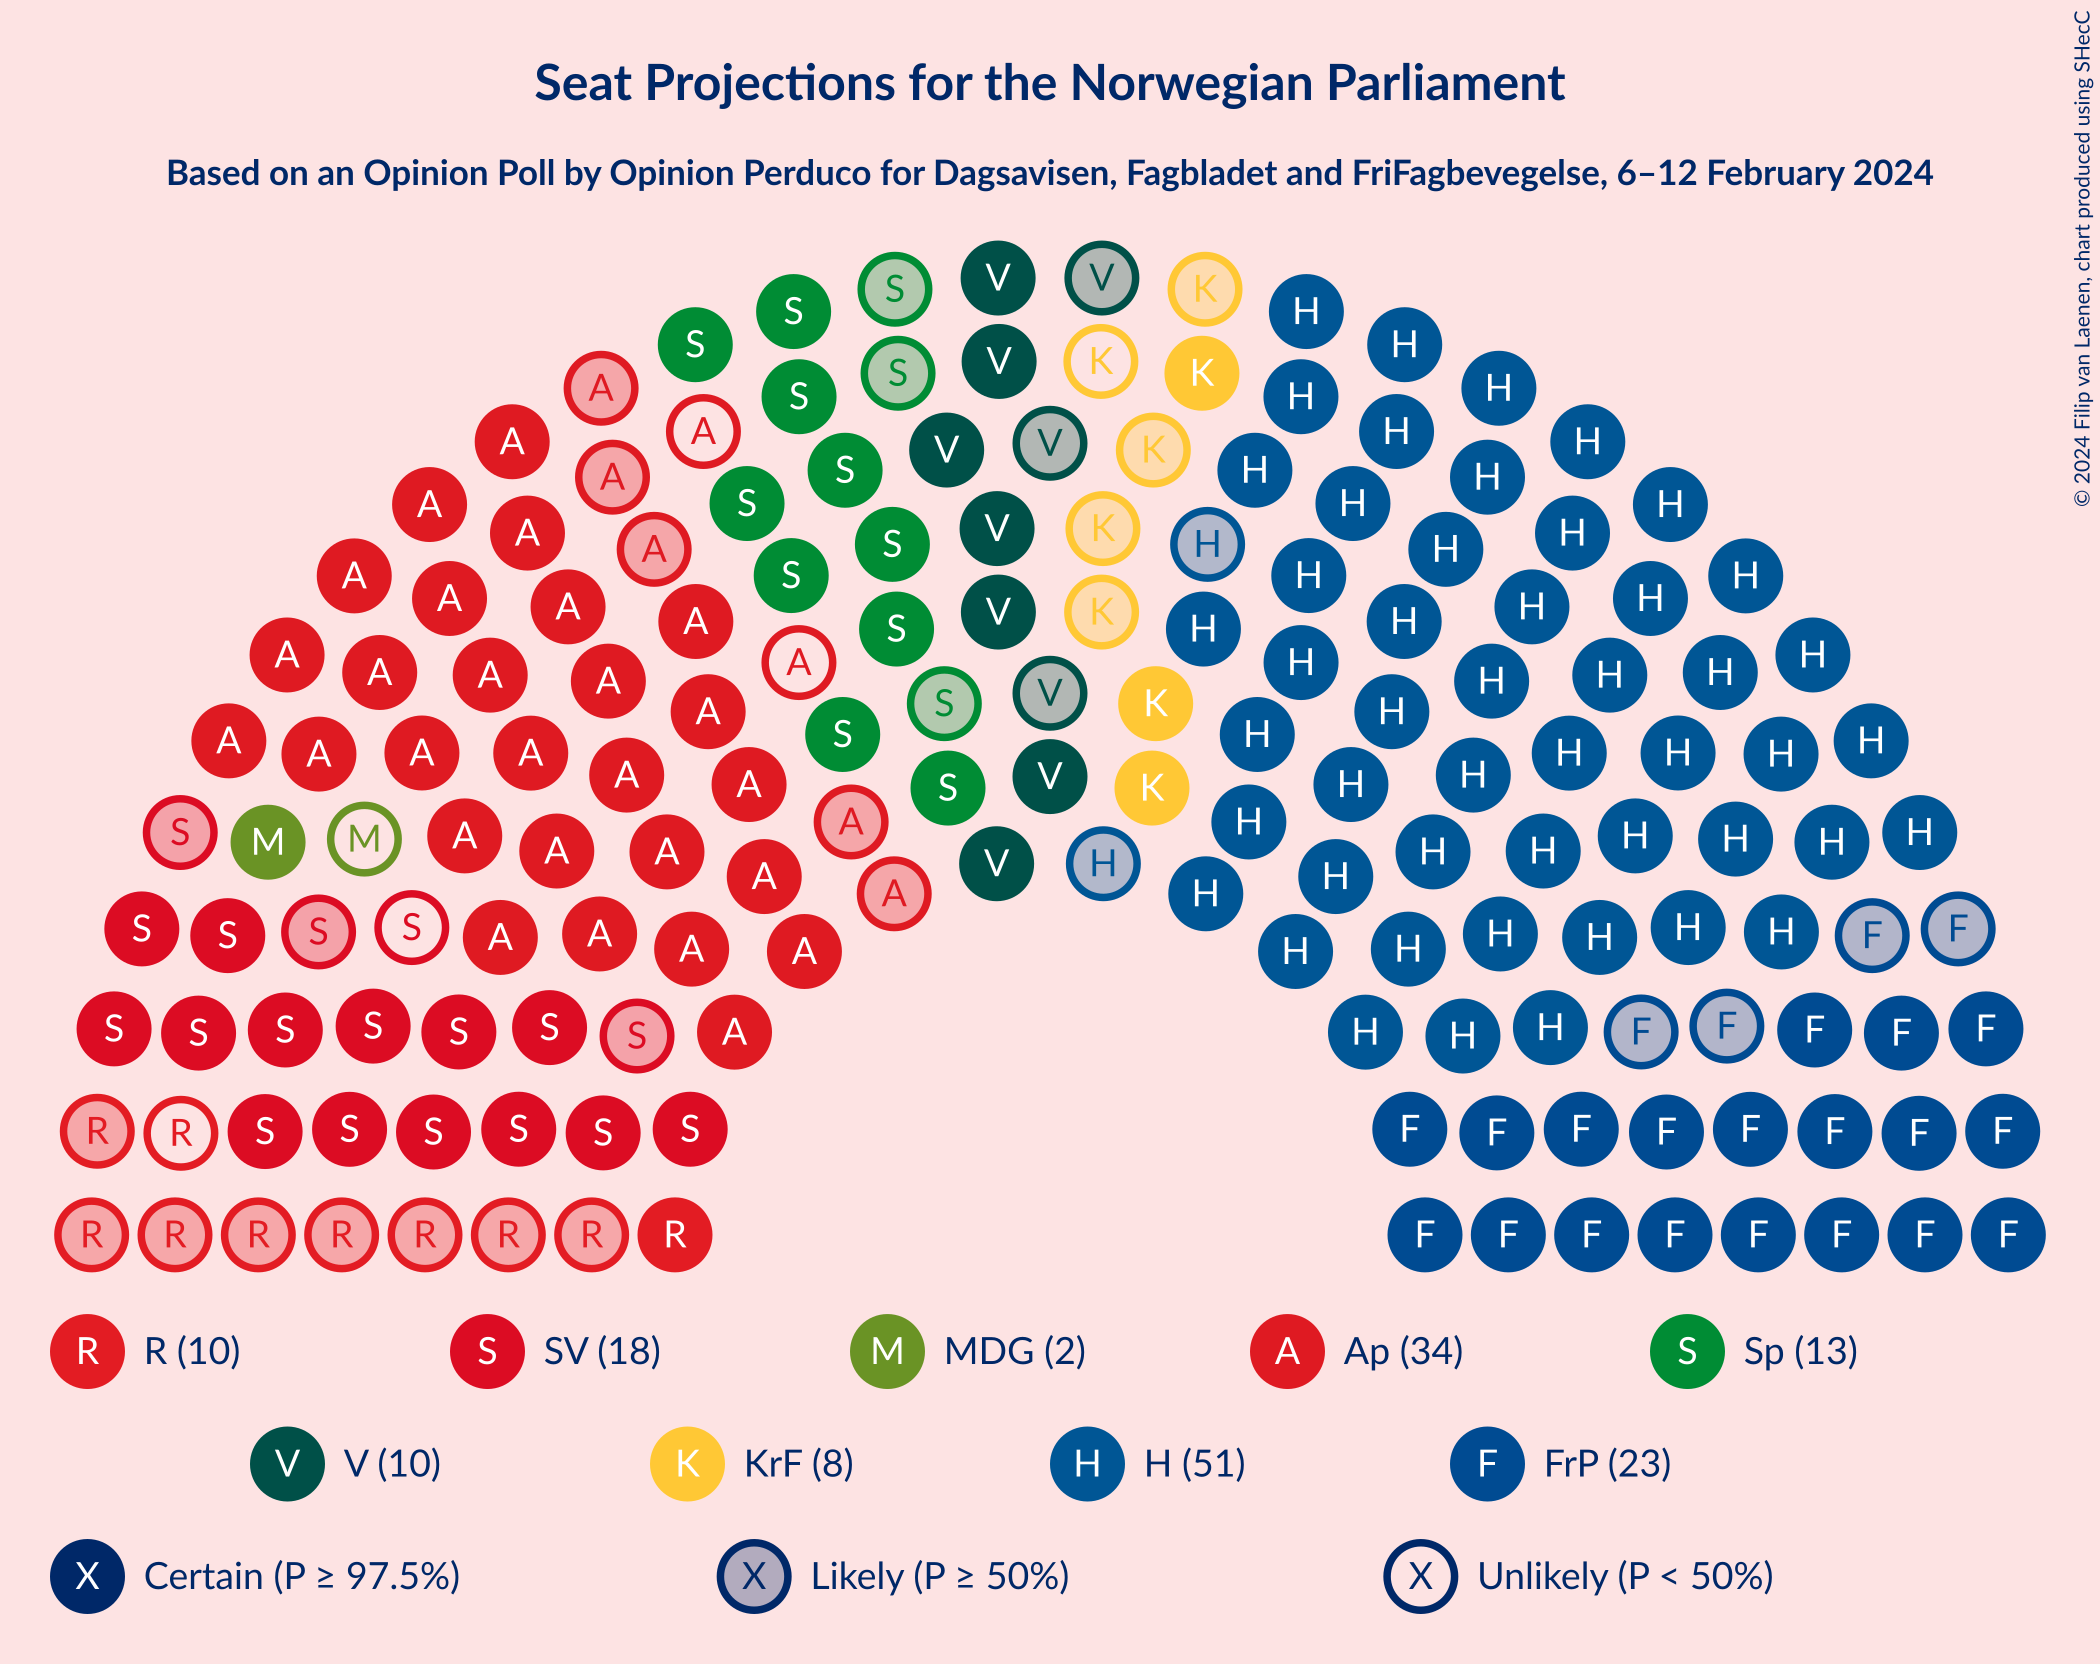 Seat Projections for the Norwegian Parliament
Based on an Opinion Poll by Opinion Perduco for Dagsavisen, Fagbladet and FriFagbevegelse, 6–12 February 2024
© 2024 Filip van Laenen, chart produced using SHecC
S V V K H
S S H
A S V K K H H
A A S S V V K H H H
A A A S S V K H H H H
A A A A S S V K H H H H H
A A A A A A S V K H H H H H H
A A A A A A S S V K H H H H H H H
S M M A A A A A V H H H H H H H H H
S S S S A A A A A H H H H H H H F F
S S S S S S S A H H H F F F F F
R R S S S S S S F F F F F F F F
R R R R R R R R F F F F F F F F
R R (10) S SV (18) M MDG (2) A Ap (34) S Sp (13)
V V (10) K KrF (8) H H (51) F FrP (23)
X Certain (P ≥ 97.5%) X Likely (P ≥ 50%) X Unlikely (P < 50%)